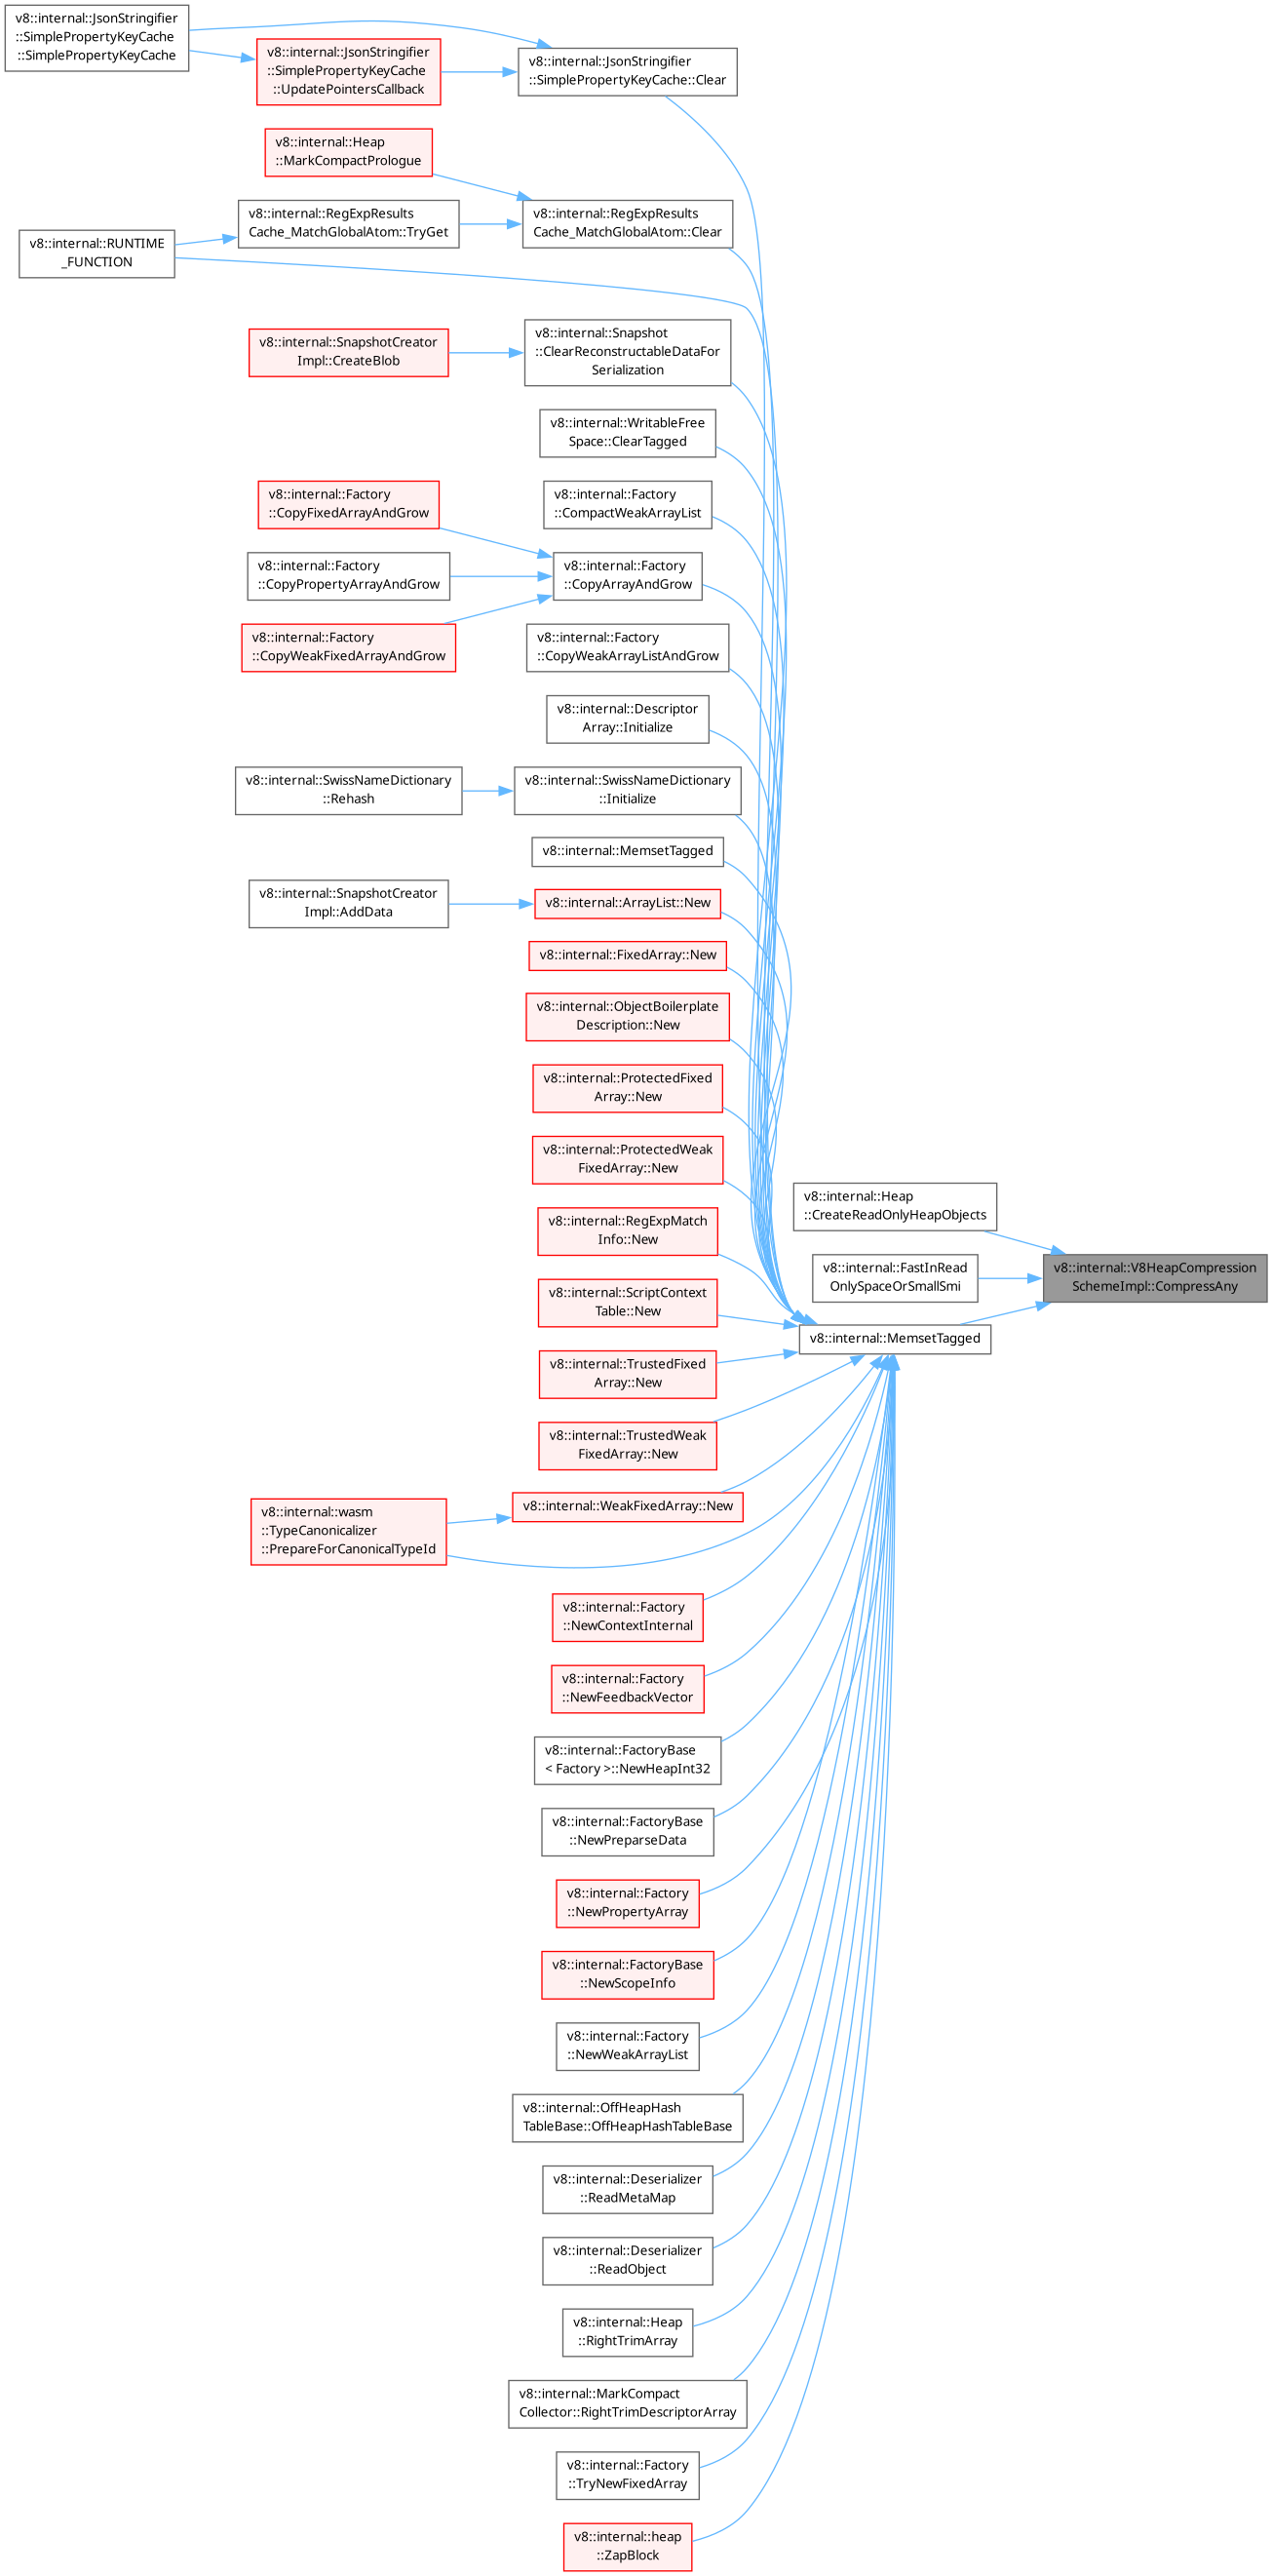 v8::internal::JsonStringifier
::SimplePropertyKeyCache
::SimplePropertyKeyCache
v8::internal::JsonStringifier
::SimplePropertyKeyCache
::UpdatePointersCallback
v8::internal::JsonStringifier
::SimplePropertyKeyCache::Clear
v8::internal::Heap
::MarkCompactPrologue
v8::internal::RUNTIME
_FUNCTION
v8::internal::RegExpResults
Cache_MatchGlobalAtom::TryGet
v8::internal::RegExpResults
Cache_MatchGlobalAtom::Clear
v8::internal::SnapshotCreator
Impl::CreateBlob
v8::internal::Snapshot
::ClearReconstructableDataFor
Serialization
v8::internal::WritableFree
Space::ClearTagged
v8::internal::Factory
::CopyFixedArrayAndGrow
v8::internal::Factory
::CompactWeakArrayList
v8::internal::Factory
::CopyPropertyArrayAndGrow
v8::internal::Factory
::CopyArrayAndGrow
v8::internal::Factory
::CopyWeakFixedArrayAndGrow
v8::internal::Factory
::CopyWeakArrayListAndGrow
v8::internal::Descriptor
Array::Initialize
v8::internal::SwissNameDictionary
::Rehash
v8::internal::SwissNameDictionary
::Initialize
v8::internal::MemsetTagged
v8::internal::SnapshotCreator
Impl::AddData
v8::internal::ArrayList::New
v8::internal::FixedArray::New
v8::internal::ObjectBoilerplate
Description::New
v8::internal::ProtectedFixed
Array::New
v8::internal::ProtectedWeak
FixedArray::New
v8::internal::Heap
::CreateReadOnlyHeapObjects
v8::internal::RegExpMatch
Info::New
v8::internal::FastInRead
OnlySpaceOrSmallSmi
v8::internal::V8HeapCompression
SchemeImpl::CompressAny
v8::internal::ScriptContext
Table::New
v8::internal::MemsetTagged
v8::internal::TrustedFixed
Array::New
v8::internal::TrustedWeak
FixedArray::New
v8::internal::wasm
::TypeCanonicalizer
::PrepareForCanonicalTypeId
v8::internal::WeakFixedArray::New
v8::internal::Factory
::NewContextInternal
v8::internal::Factory
::NewFeedbackVector
v8::internal::FactoryBase
< Factory >::NewHeapInt32
v8::internal::FactoryBase
::NewPreparseData
v8::internal::Factory
::NewPropertyArray
v8::internal::FactoryBase
::NewScopeInfo
v8::internal::Factory
::NewWeakArrayList
v8::internal::OffHeapHash
TableBase::OffHeapHashTableBase
v8::internal::Deserializer
::ReadMetaMap
v8::internal::Deserializer
::ReadObject
v8::internal::Heap
::RightTrimArray
v8::internal::MarkCompact
Collector::RightTrimDescriptorArray
v8::internal::Factory
::TryNewFixedArray
v8::internal::heap
::ZapBlock